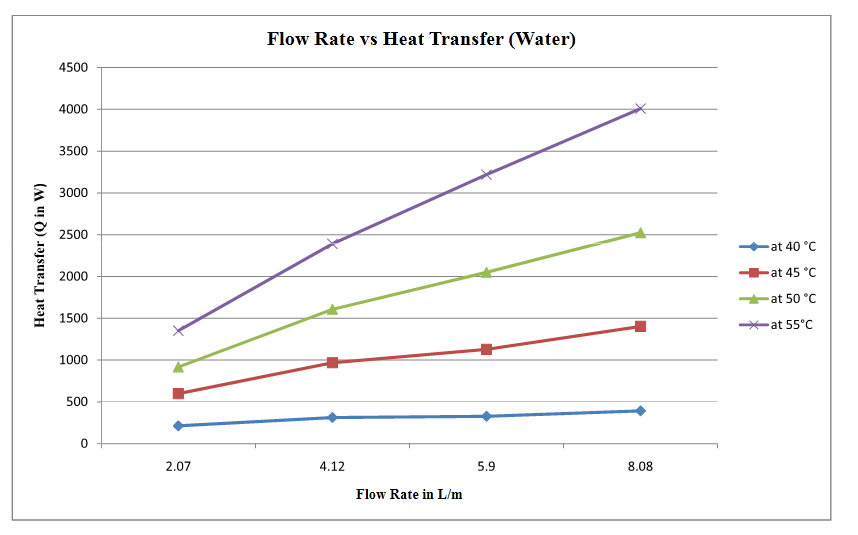 Flow Rate vs Heat Transfer (Water)
4500
4000
3500
3000
2500
2000
1500
1000
500
0
Heat Transfer (Q in W)
2.07 4.12 5.9 8.08
Flow Rate in L/m
at 40 °C
at 45 °C
at 50 °C
at 55°C